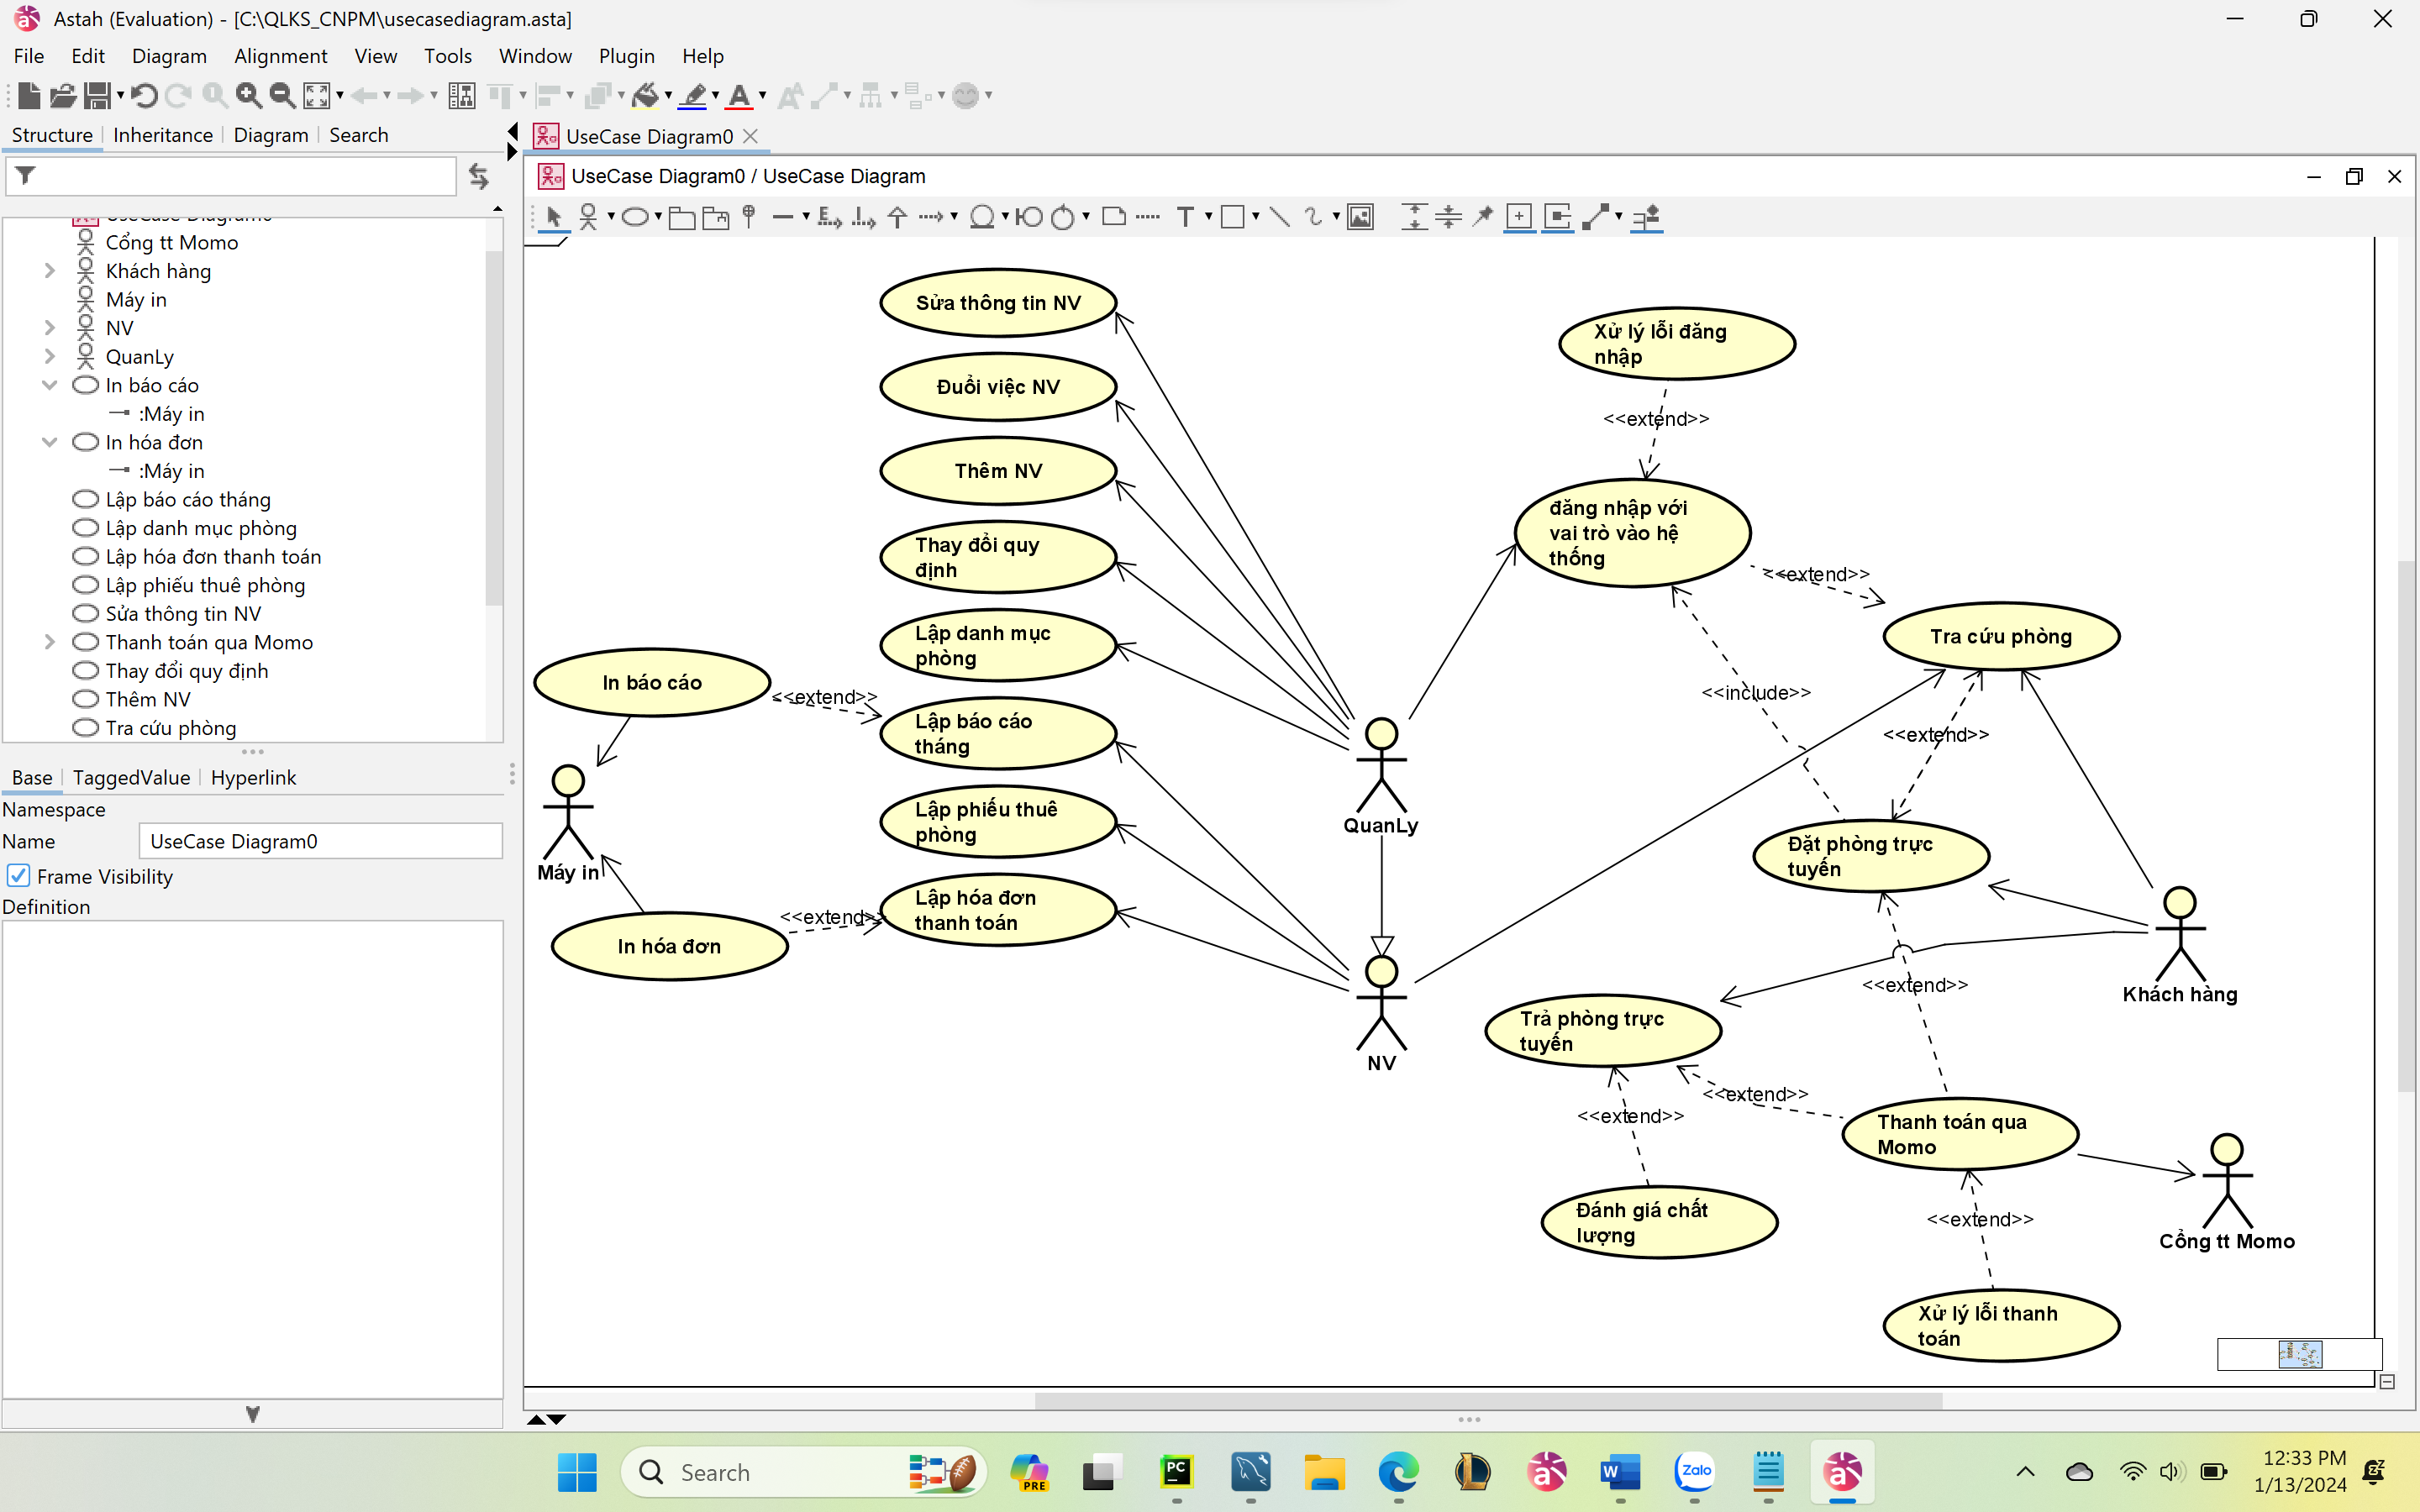 Astah (Evaluation) - [C:\QLKS_CNPM\usecasediagram.asta]
File Edit Diagram Alignment View Tools Window Plugin Help
Structure Inheritance Diagram Search
UseCase Diagram0
UseCase Diagram0 / UseCase Diagram
UseCase Diagram0
Cổng tt Momo
Khách hàng
Máy in
NV
QuanLy
In báo cáo
:Máy in
In hóa đơn
:Máy in
Lập báo cáo tháng
Lập danh mục phòng
Lập hóa đơn thanh toán
Lập phiếu thuê phòng
Sửa thông tin NV
Thanh toán qua Momo
Thay đổi quy định
Thêm NV
Tra cứu phòng
Base TaggedValue Hyperlink
Namespace
Name UseCase Diagram0
Frame Visibility
Definition
Sửa thông tin NV
Đuổi việc NV
Thêm NV
Thay đổi quy
định
Lập danh mục
phòng
Lập báo cáo
tháng
Lập phiếu thuê
phòng
Lập hóa đơn
thanh toán
In báo cáo
<<extend>>
Máy in
In hóa đơn
<<extend>>
QuanLy
NV
Xử lý lỗi đăng
nhập
<<extend>>
đăng nhập với
vai trò vào hệ
thống
<<extend>>
Tra cứu phòng
<<include>>
<<extend>>
Đặt phòng trực
tuyến
Khách hàng
<<extend>>
Trả phòng trực
tuyến
<<extend>>
<<extend>>
Thanh toán qua
Momo
Đánh giá chất
lượng
<<extend>>
Cổng tt Momo
Xử lý lỗi thanh
toán
Search
PRE
PC
W
Zalo
12:33 PM
1/13/2024